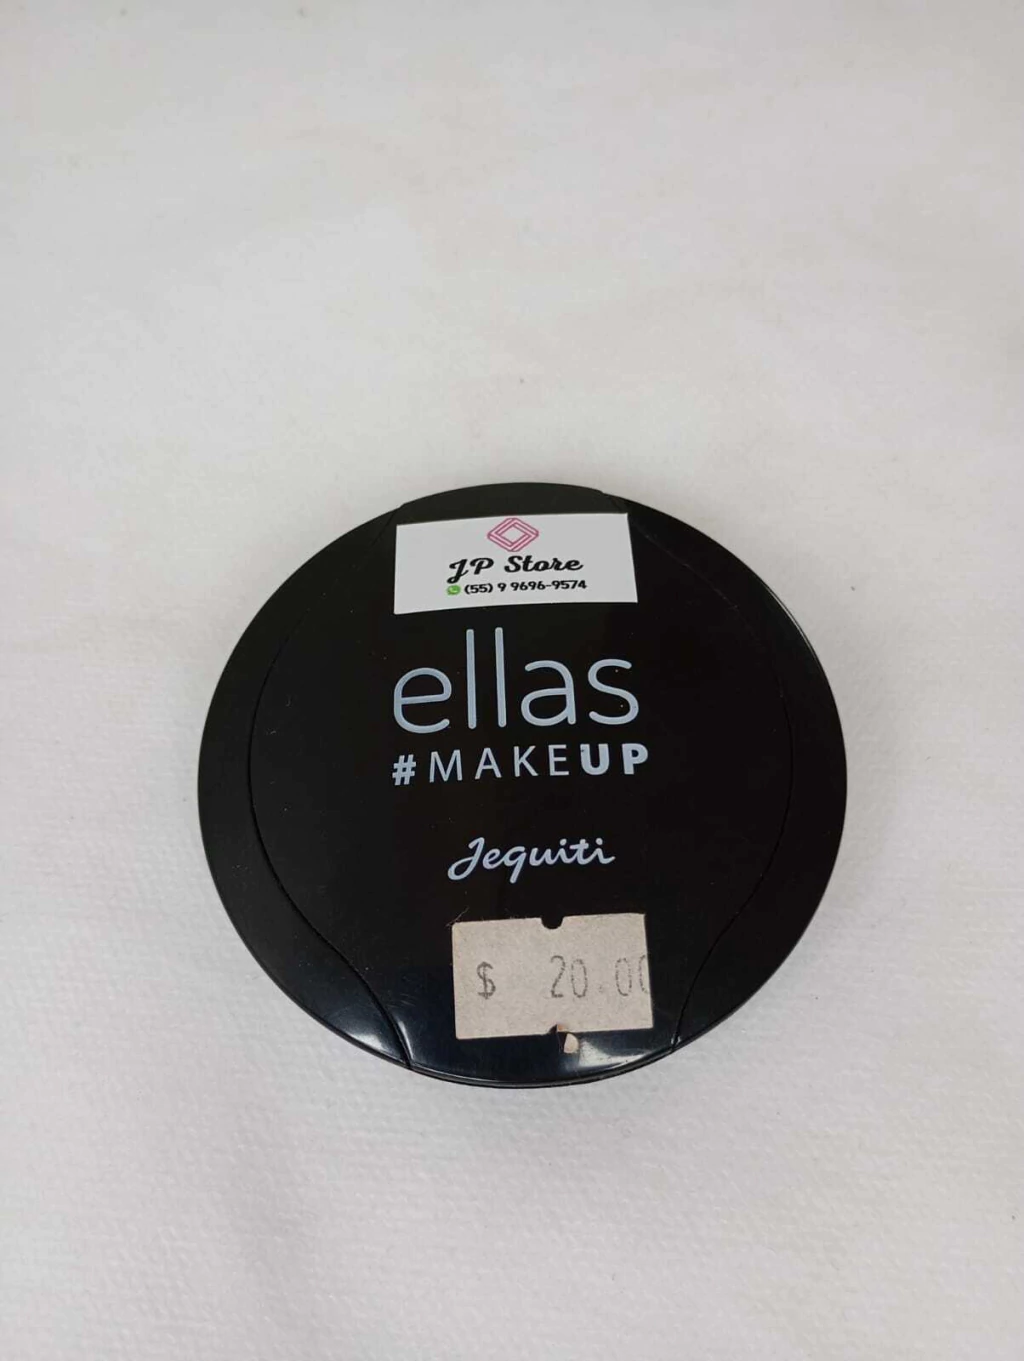 JP Store
(55) 9 9696-9574
ellas
#MAKEUP
Jequiti
$ 20.00